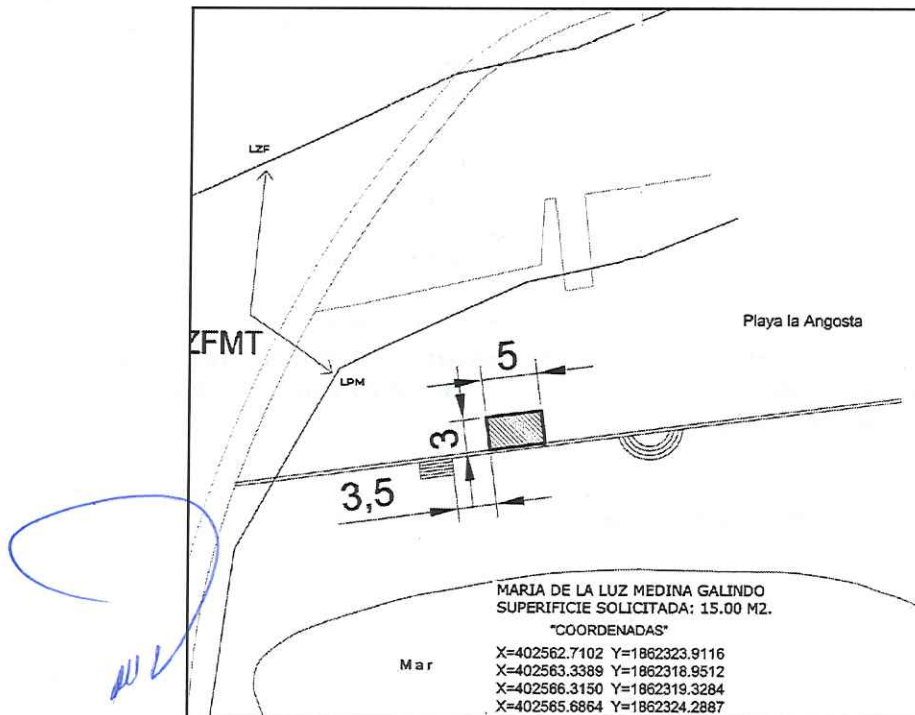 LZF
ZFMT
LPM
Playa la Angosta
5
3
3,5
MARIA DE LA LUZ MEDINA GALINDO
SUPERIFICIE SOLICITADA: 15.00 M2.
"COORDENADAS"
Mar
X=402562.7102 Y=1862323.9116
X=402563.3389 Y=1862318.9512
X=402566.3150 Y=1862319.3284
X=402565.6864 Y=1862324.2887